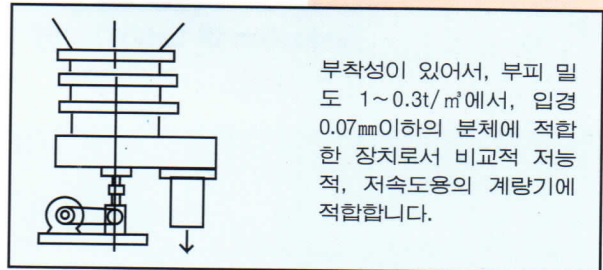 부착성이 있어서, 부피 밀
도 1~0.3t/㎥에서, 입경
0.07㎜이하의 분체에 적합
한 장치로서 비교적 저능
적, 저속도용의 계량기에
적합합니다.